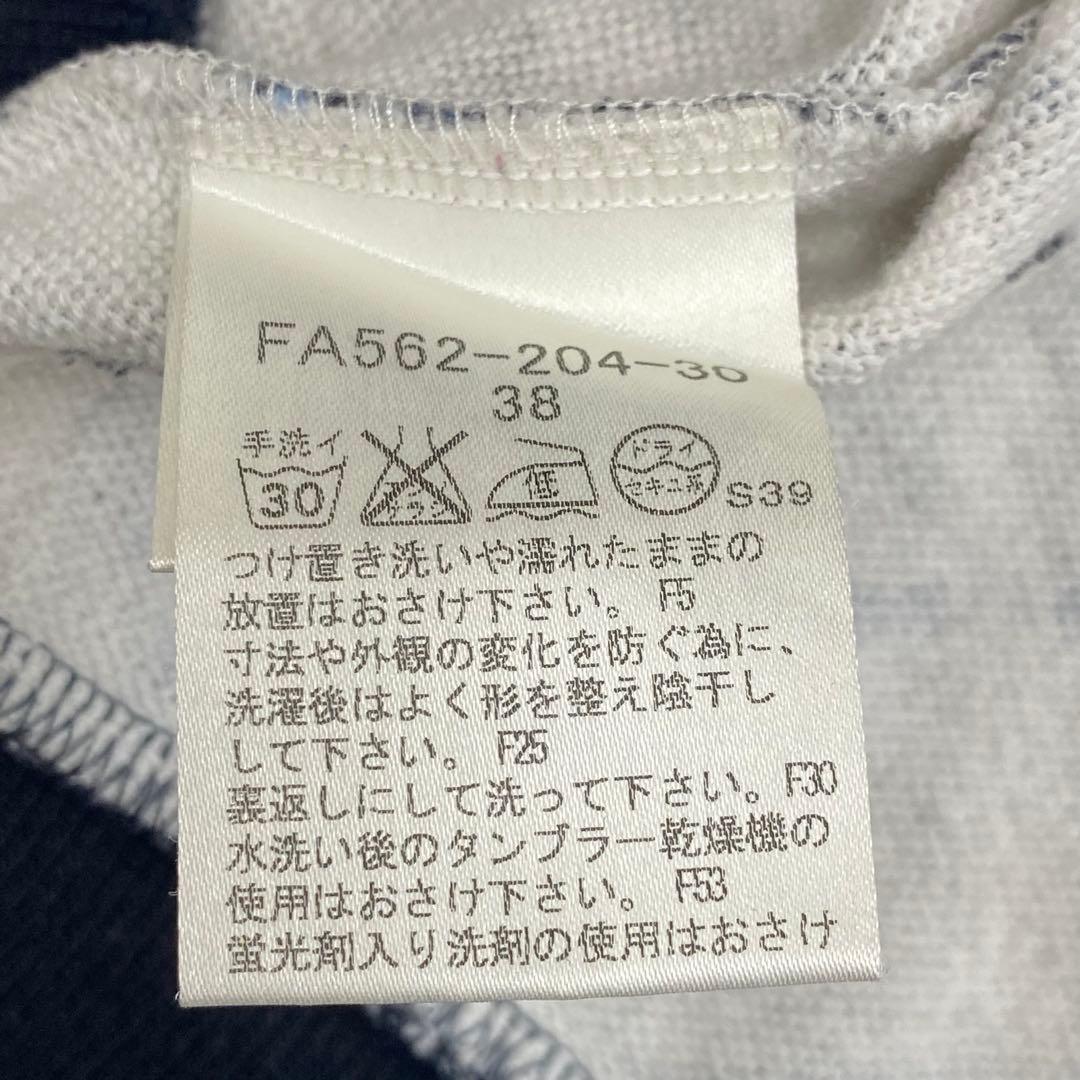 FA562-204-30
38
手洗イ
30
エンソ
サラシ
低
ドライ
セキユ系
S39
つけ置き洗いや濡れたままの
放置はおさけ下さい。 F5
寸法や外観の変化を防ぐ為に、
洗濯後はよく形を整え陰干し
して下さい。 F25
裏返しにして洗って下さい。 F30
水洗い後のタンブラー乾燥機の
使用はおさけ下さい。 F53
蛍光剤入り洗剤の使用はおさけ